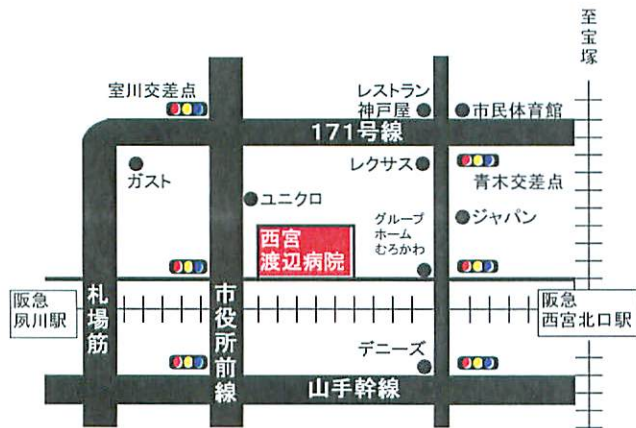 至宝塚
室川交差点
レストラン
神戸屋
市民体育館
171号線
ガスト
レクサス
青木交差点
ユニクロ
ジャパン
西宮
渡辺病院
グループ
ホーム
むろかわ
阪急
夙川駅
札場筋
市役所前線
阪急
西宮北口駅
デニーズ
山手幹線